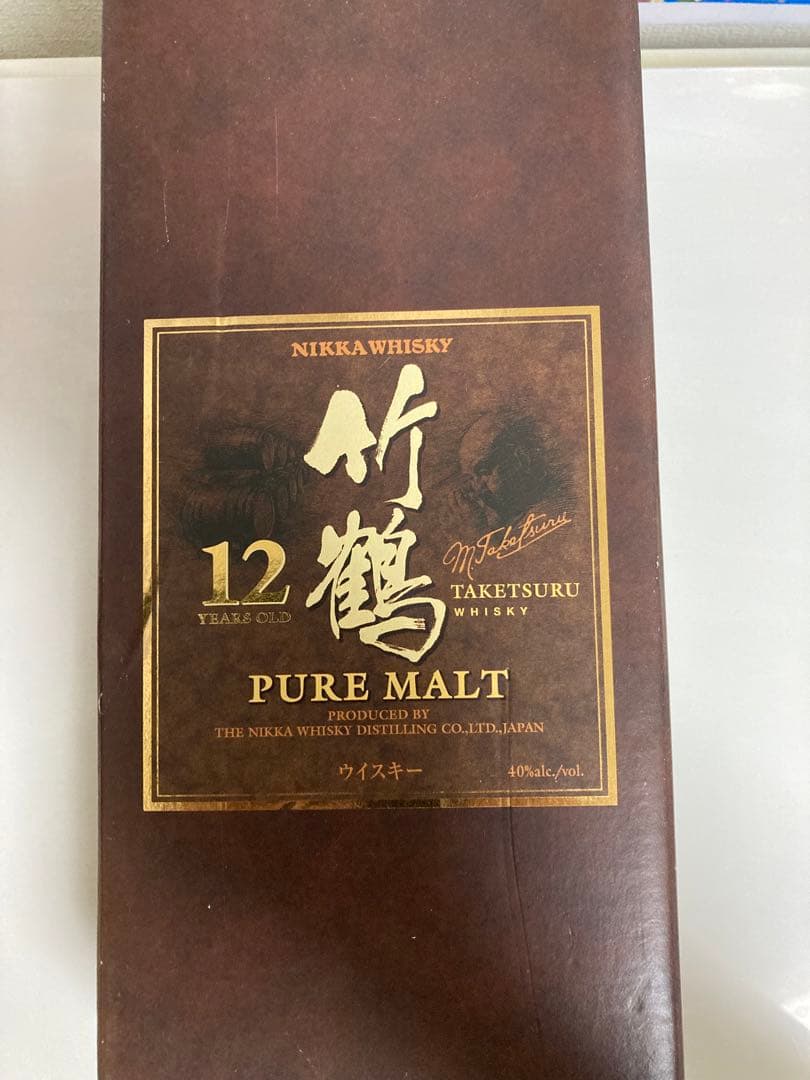 NIKKA WHISKY
竹鶴
12
YEARS OLD
M.Taketsuru
TAKETSURU
WHISKY
PURE MALT
PRODUCED BY
THE NIKKA WHISKY DISTILLING CO.,LTD.,JAPAN
ウイスキー
40%alc./vol.